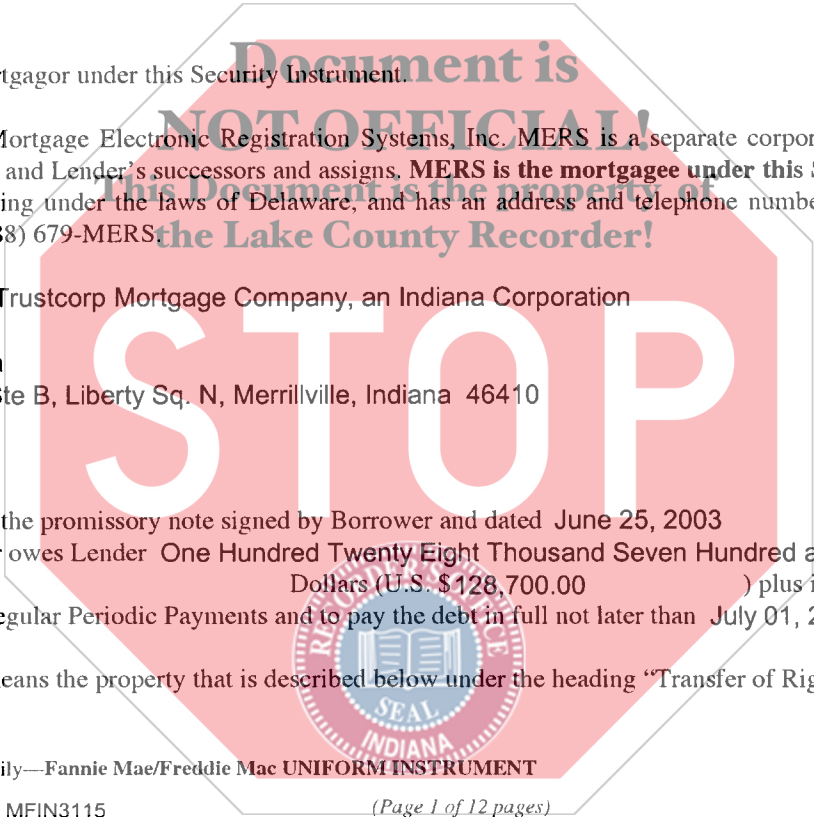 Document is
rtgagor under this Security Instrument.
NOT OFFICIAL!
Mortgage Electronic Registration Systems, Inc. MERS is a separate corpor
and Lender's successors and assigns. MERS is the mortgagee under this S
This Document is the property of
ing under the laws of Delaware, and has an address and telephone numbe
8) 679-MERS.
the Lake County Recorder!
Trustcorp Mortgage Company, an Indiana Corporation
STOP
Ste B, Liberty Sq. N, Merrillville, Indiana 46410
the promissory note signed by Borrower and dated June 25, 2003
owes Lender One Hundred Twenty Eight Thousand Seven Hundred a
Dollars (U.S. $128,700.00 ) plus i
egular Periodic Payments and to pay the debt in full not later than July 01, 2
eans the property that is described below under the heading “Transfer of Rig
RECORDER'S OFFICE
SEAL
INDIANA
ily—Fannie Mae/Freddie Mac UNIFORM INSTRUMENT
MFIN3115
(Page 1 of 12 pages)